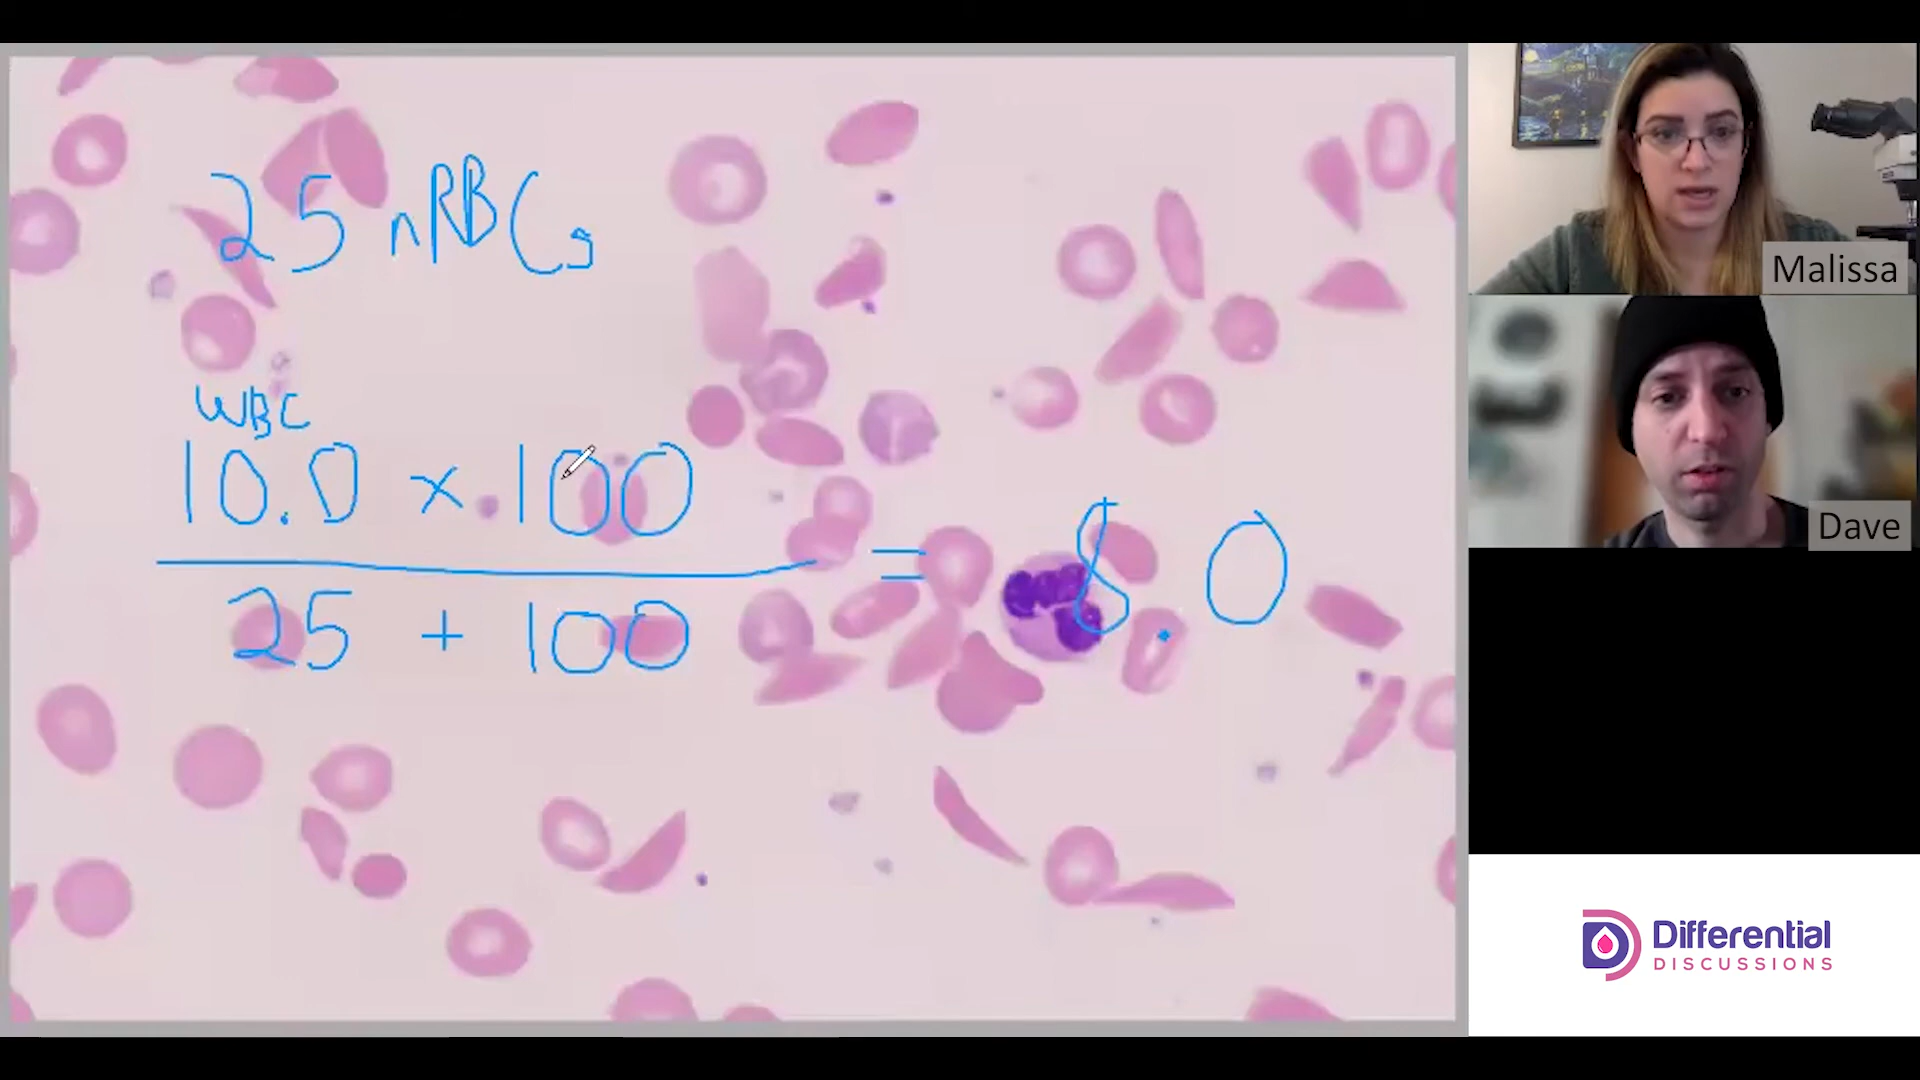 25 nRBCs
WBC
10.0 x 100
25 + 100
= 8.0
Malissa
Dave
Differential
DISCUSSIONS